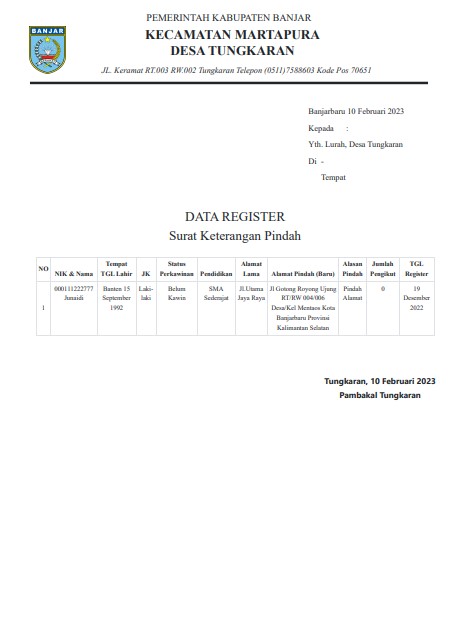 BANJAR
PEMERINTAH KABUPATEN BANJAR
KECAMATAN MARTAPURA
DESA TUNGKARAN
JL. Keramat RT.003 RW.002 Tungkaran Telepon (0511)7588603 Kode Pos 70651
Banjarbaru 10 Februari 2023
Kepada :
Yth. Lurah, Desa Tungkaran
Di -
Tempat
DATA REGISTER
Surat Keterangan Pindah
NO NIK & Nama Tempat TGL Lahir JK Status Perkawinan Pendidikan Alamat Lama Alamat Pindah (Baru) Alasan Pindah Jumlah Pengikut TGL Register
1 000111222777 Junaidi Banten 15 September 1992 Laki-laki Belum Kawin SMA Sederajat Jl.Utama Jaya Raya Jl Gotong Royong Ujung RT/RW 004/006 Desa/Kel Mentaos Kota Banjarbaru Provinsi Kalimantan Selatan Pindah Alamat 0 19 Desember 2022
Tungkaran, 10 Februari 2023
Pambakal Tungkaran